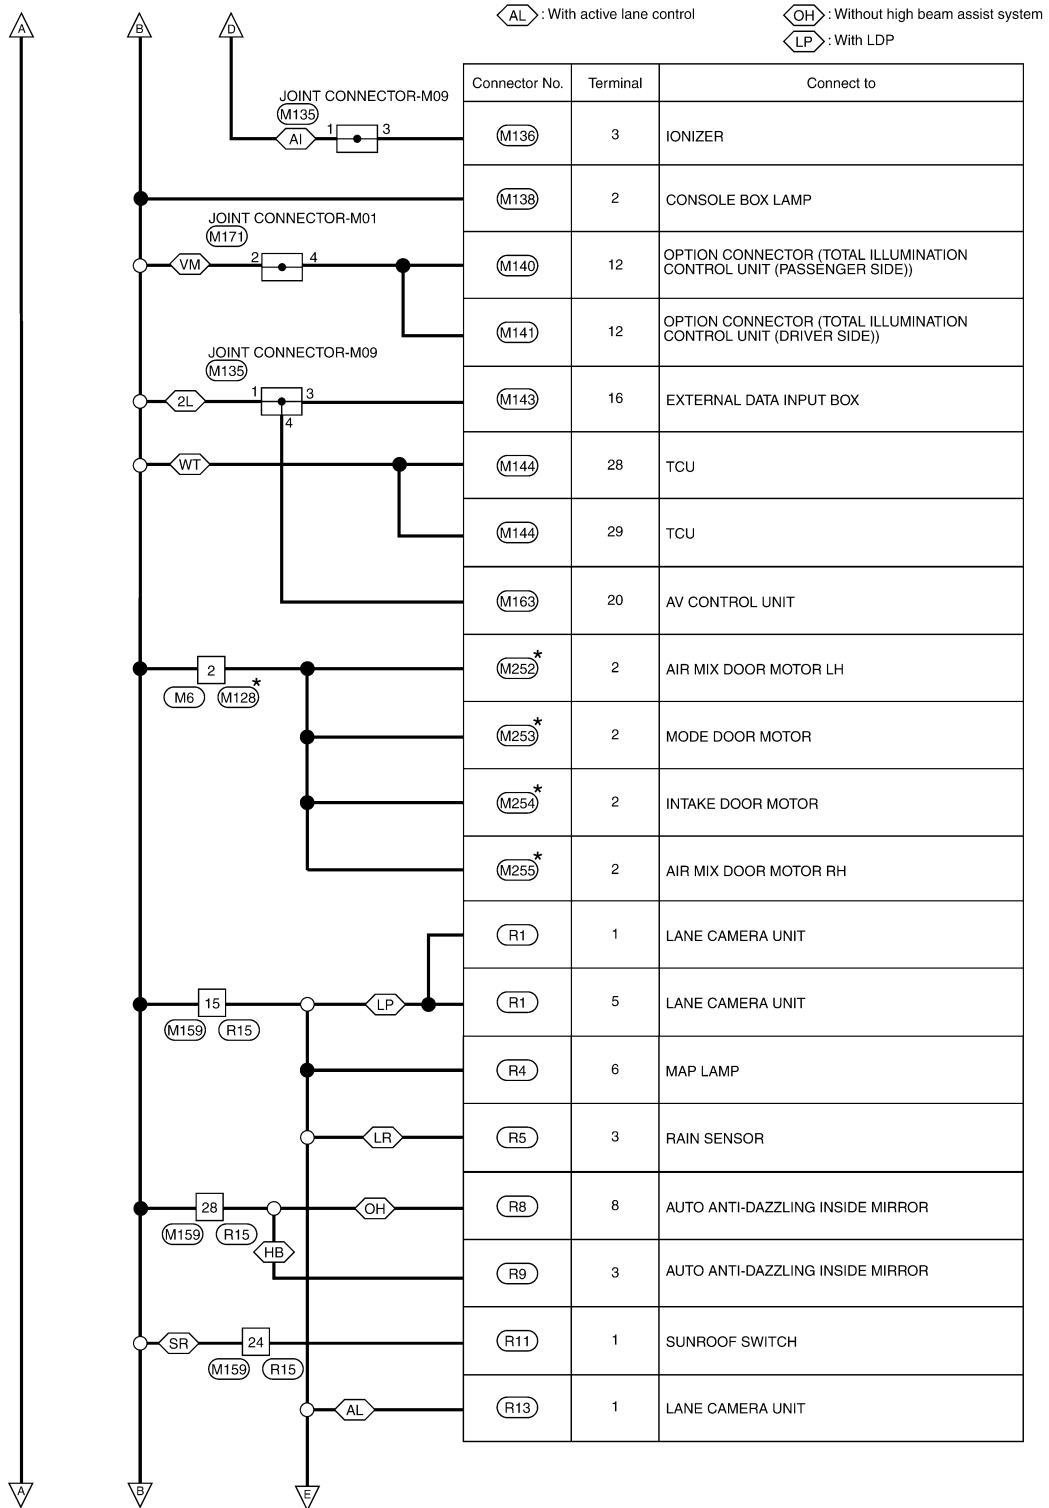 AL : With active lane control
OH : Without high beam assist system
LP : With LDP
A
B
D
Connector No. Terminal Connect to
JOINT CONNECTOR-M09
M135
AI 1 3 M136 3 IONIZER
M138 2 CONSOLE BOX LAMP
JOINT CONNECTOR-M01
M171
VM 2 4 M140 12 OPTION CONNECTOR (TOTAL ILLUMINATION
CONTROL UNIT (PASSENGER SIDE))
M141 12 OPTION CONNECTOR (TOTAL ILLUMINATION
CONTROL UNIT (DRIVER SIDE))
JOINT CONNECTOR-M09
M135
2L 1 3 M143 16 EXTERNAL DATA INPUT BOX
4
WT M144 28 TCU
M144 29 TCU
M163 20 AV CONTROL UNIT
2 M252* 2 AIR MIX DOOR MOTOR LH
M6 M128*
M253* 2 MODE DOOR MOTOR
M254* 2 INTAKE DOOR MOTOR
M255* 2 AIR MIX DOOR MOTOR RH
R1 1 LANE CAMERA UNIT
15 LP R1 5 LANE CAMERA UNIT
M159 R15
R4 6 MAP LAMP
LR R5 3 RAIN SENSOR
28 OH R8 8 AUTO ANTI-DAZZLING INSIDE MIRROR
M159 R15
HB R9 3 AUTO ANTI-DAZZLING INSIDE MIRROR
SR 24 R11 1 SUNROOF SWITCH
M159 R15
AL R13 1 LANE CAMERA UNIT
A
B
E